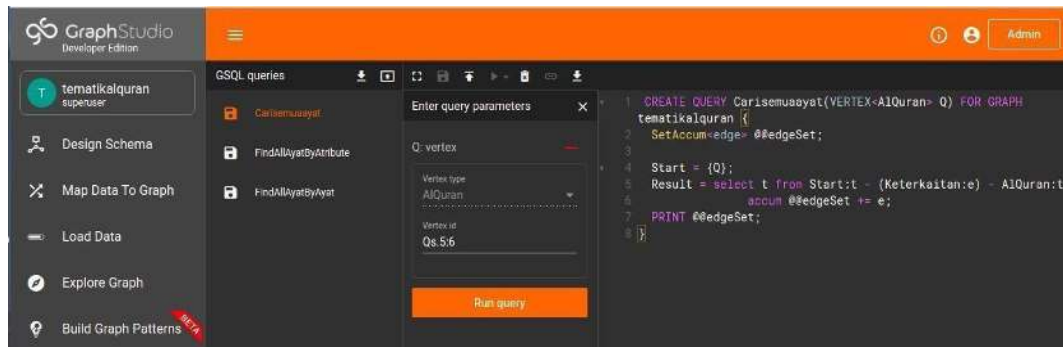 GraphStudio
Developer Edition
Admin
T
tematikalquran
superuser
Design Schema
Map Data To Graph
Load Data
Explore Graph
Build Graph Patterns
BETA
GSQL queries
Carisemuaayat
FindAllAyatByAtribute
FindAllAyatByAyat
Enter query parameters
Q: vertex
Vertex type
AlQuran
Vertex id
Qs.5:6
Run query
1 CREATE QUERY Carisemuaayat(VERTEX<AlQuran> Q) FOR GRAPH
tematikalquran {
2 SetAccum<edge> @@edgeSet;
3
4 Start = {Q};
5 Result = select t from Start:t - (Keterkaitan:e) - AlQuran:t
6 accum @@edgeSet += e;
7 PRINT @@edgeSet;
8 }